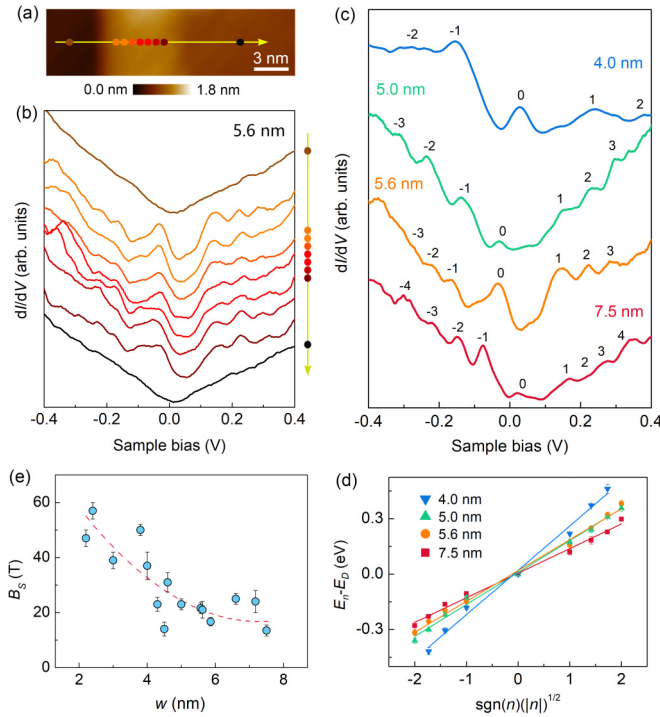 (a)
3 nm
0.0 nm 1.8 nm
(b)
5.6 nm
dI/dV (arb. units)
-0.4 -0.2 0.0 0.2 0.4
Sample bias (V)
(c)
-2 -1 0 1 2
4.0 nm
5.0 nm
-3 -2 -1 0 1 2 3
5.6 nm
-3 -2 -1 0 1 2 3
7.5 nm
-4 -3 -2 -1 0 1 2 3 4
dI/dV (arb. units)
-0.4 -0.2 0.0 0.2 0.4
Sample bias (V)
(e)
60
40
20
0
B_S (T)
2 4 6 8
w (nm)
(d)
4.0 nm
5.0 nm
5.6 nm
7.5 nm
0.3
0.0
-0.3
E_n-E_D (eV)
-2 -1 0 1 2
sgn(n)(|n|)^1/2